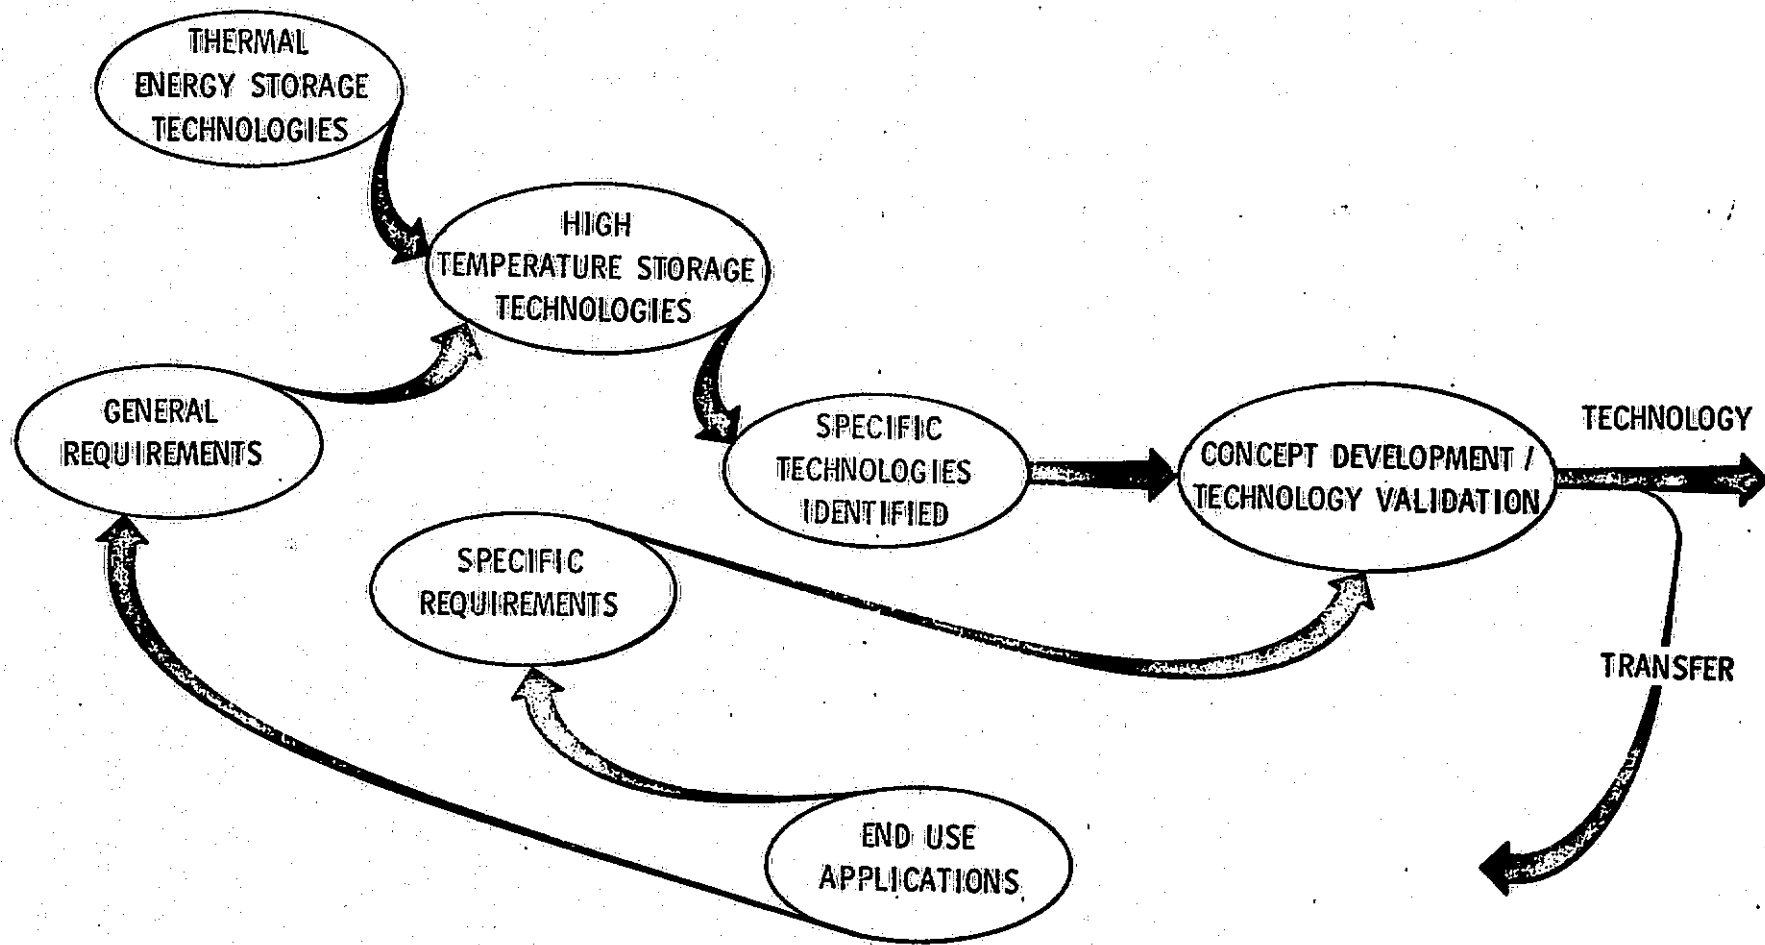 THERMAL
ENERGY STORAGE
TECHNOLOGIES
HIGH
TEMPERATURE STORAGE
TECHNOLOGIES
GENERAL
REQUIREMENTS
SPECIFIC
TECHNOLOGIES
IDENTIFIED
CONCEPT DEVELOPMENT /
TECHNOLOGY VALIDATION
TECHNOLOGY
SPECIFIC
REQUIREMENTS
TRANSFER
END USE
APPLICATIONS